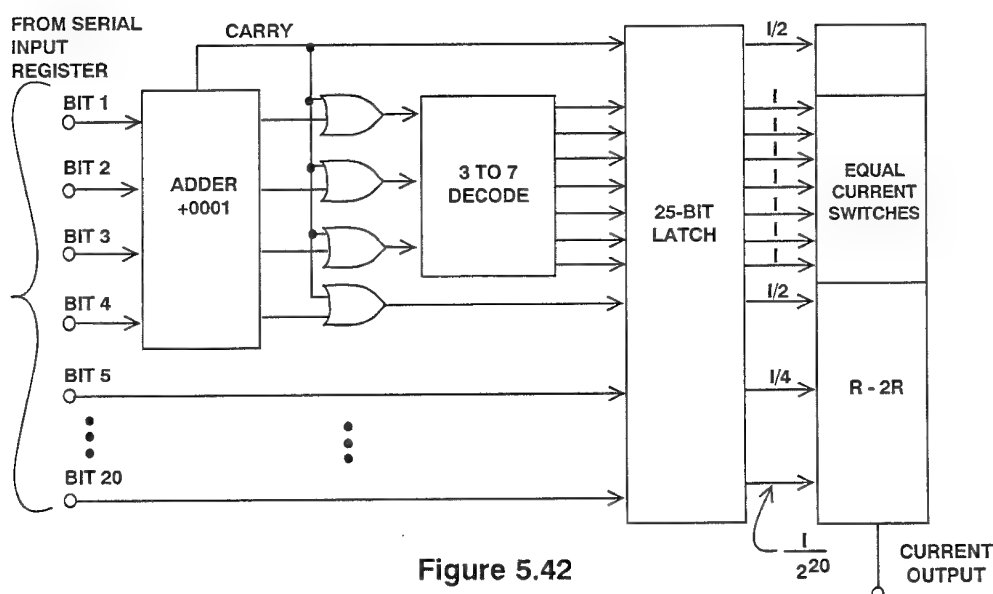 FROM SERIAL
INPUT
REGISTER
CARRY
BIT 1
BIT 2
BIT 3
BIT 4
BIT 5
BIT 20
ADDER
+0001
3 TO 7
DECODE
25-BIT
LATCH
I/2
I
I
I
I
I
I
I
I/2
I/4
I
2^20
EQUAL
CURRENT
SWITCHES
R - 2R
CURRENT
OUTPUT
Figure 5.42